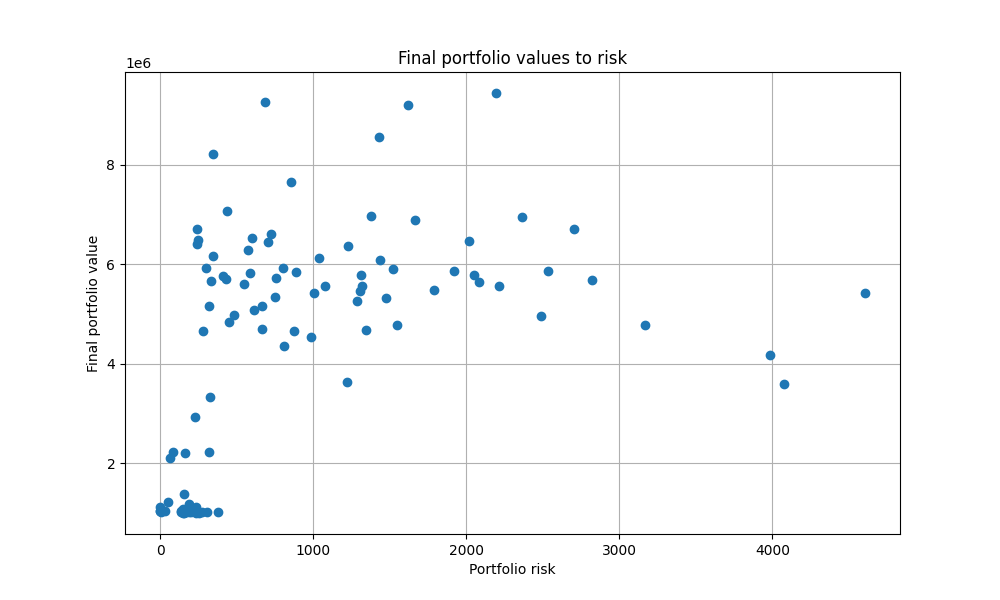 Final portfolio values to risk
1e6
8
6
4
2
Final portfolio value
0 1000 2000 3000 4000
Portfolio risk